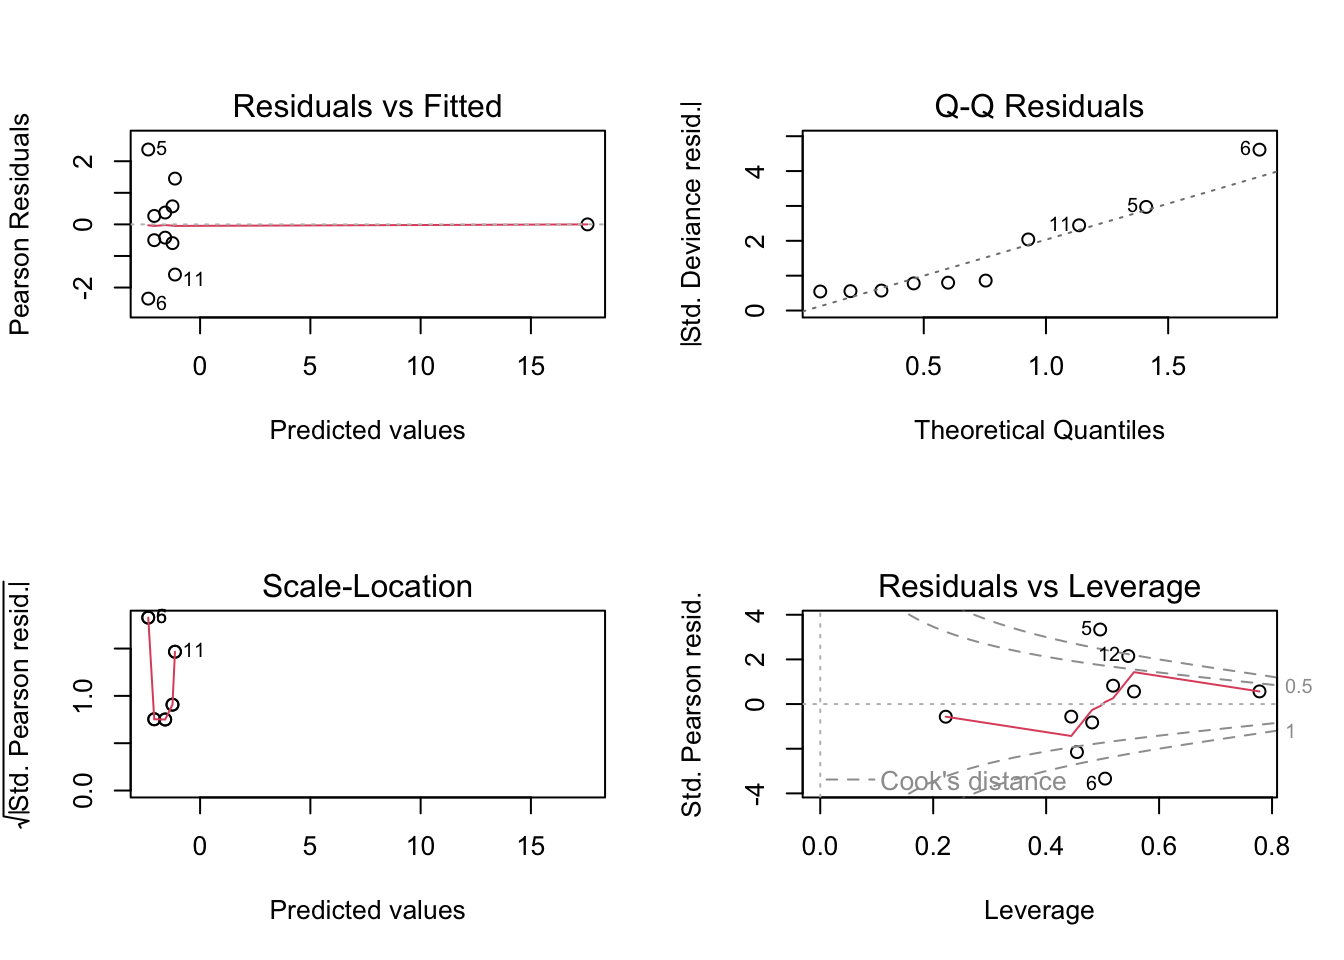 Residuals vs Fitted
Pearson Residuals
2
0
-2
5
11
6
0 5 10 15
Predicted values
Q-Q Residuals
|Std. Deviance resid.|
4
2
0
6
5
11
0.5 1.0 1.5
Theoretical Quantiles
Scale-Location
√|Std. Pearson resid.|
1.0
0.0
6
11
0 5 10 15
Predicted values
Residuals vs Leverage
Std. Pearson resid.
4
2
0
-4
5
12
6
0.5
1
Cook's distance
0.0 0.2 0.4 0.6 0.8
Leverage